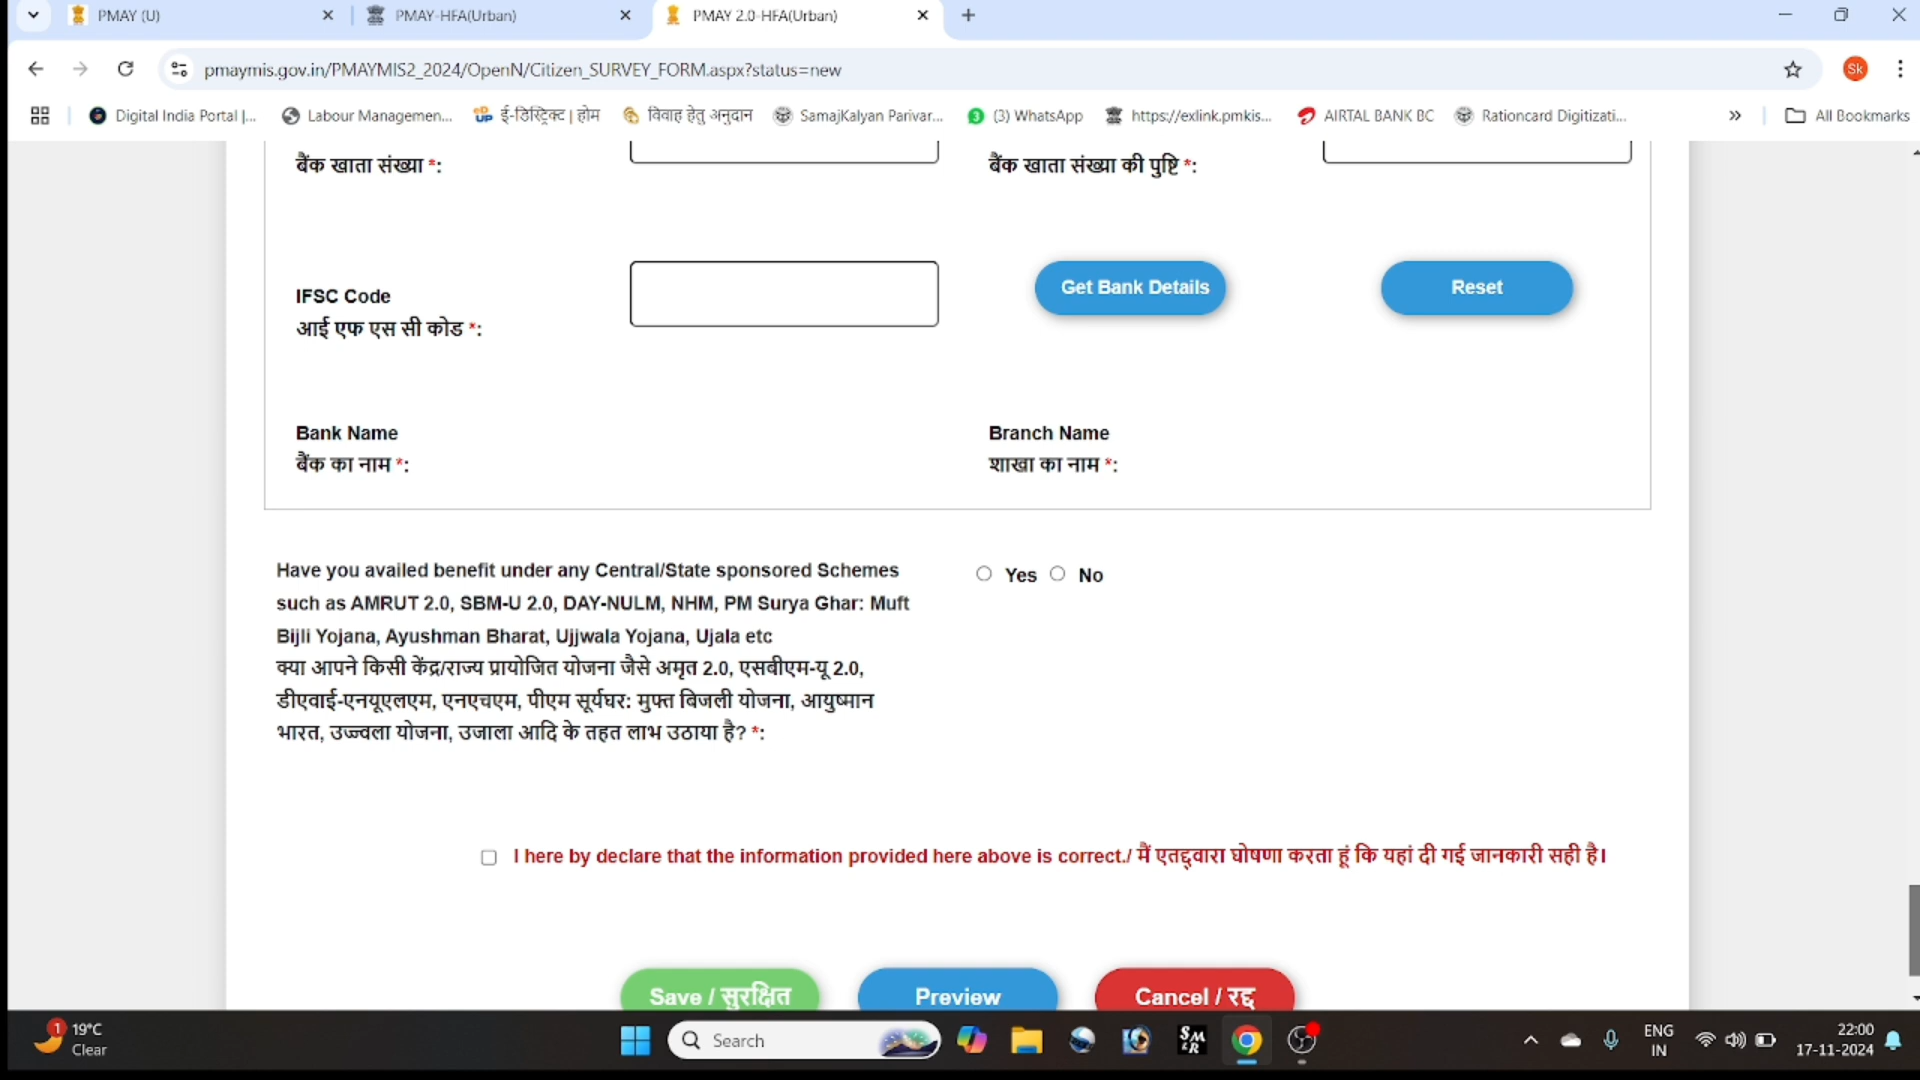 PMAY (U)
PMAY-HFA(Urban)
PMAY 2.0-HFA(Urban)
pmaymis.gov.in/PMAYMIS2_2024/OpenN/Citizen_SURVEY_FORM.aspx?status=new
Sk
Digital India Portal |...
Labour Managemen...
UP ई-डिस्ट्रिक्ट | होम
विवाह हेतु अनुदान
SamajKalyan Parivar...
3 (3) WhatsApp
https://exlink.pmkis...
AIRTAL BANK BC
Rationcard Digitizati...
All Bookmarks
बैंक खाता संख्या *:
बैंक खाता संख्या की पुष्टि *:
IFSC Code
आई एफ एस सी कोड *:
Get Bank Details
Reset
Bank Name
बैंक का नाम *:
Branch Name
शाखा का नाम *:
Have you availed benefit under any Central/State sponsored Schemes
such as AMRUT 2.0, SBM-U 2.0, DAY-NULM, NHM, PM Surya Ghar: Muft
Bijli Yojana, Ayushman Bharat, Ujjwala Yojana, Ujala etc
क्या आपने किसी केंद्र/राज्य प्रायोजित योजना जैसे अमृत 2.0, एसबीएम-यू 2.0,
डीएवाई-एनयूएलएम, एनएचएम, पीएम सूर्यघर: मुफ्त बिजली योजना, आयुष्मान
भारत, उज्ज्वला योजना, उजाला आदि के तहत लाभ उठाया है? *:
Yes No
I here by declare that the information provided here above is correct./ मैं एतद्द्वारा घोषणा करता हूं कि यहां दी गई जानकारी सही है।
Save / सुरक्षित
Preview
Cancel / रद्द
1
19°C
Clear
Search
SM
&R
ENG
IN
22:00
17-11-2024